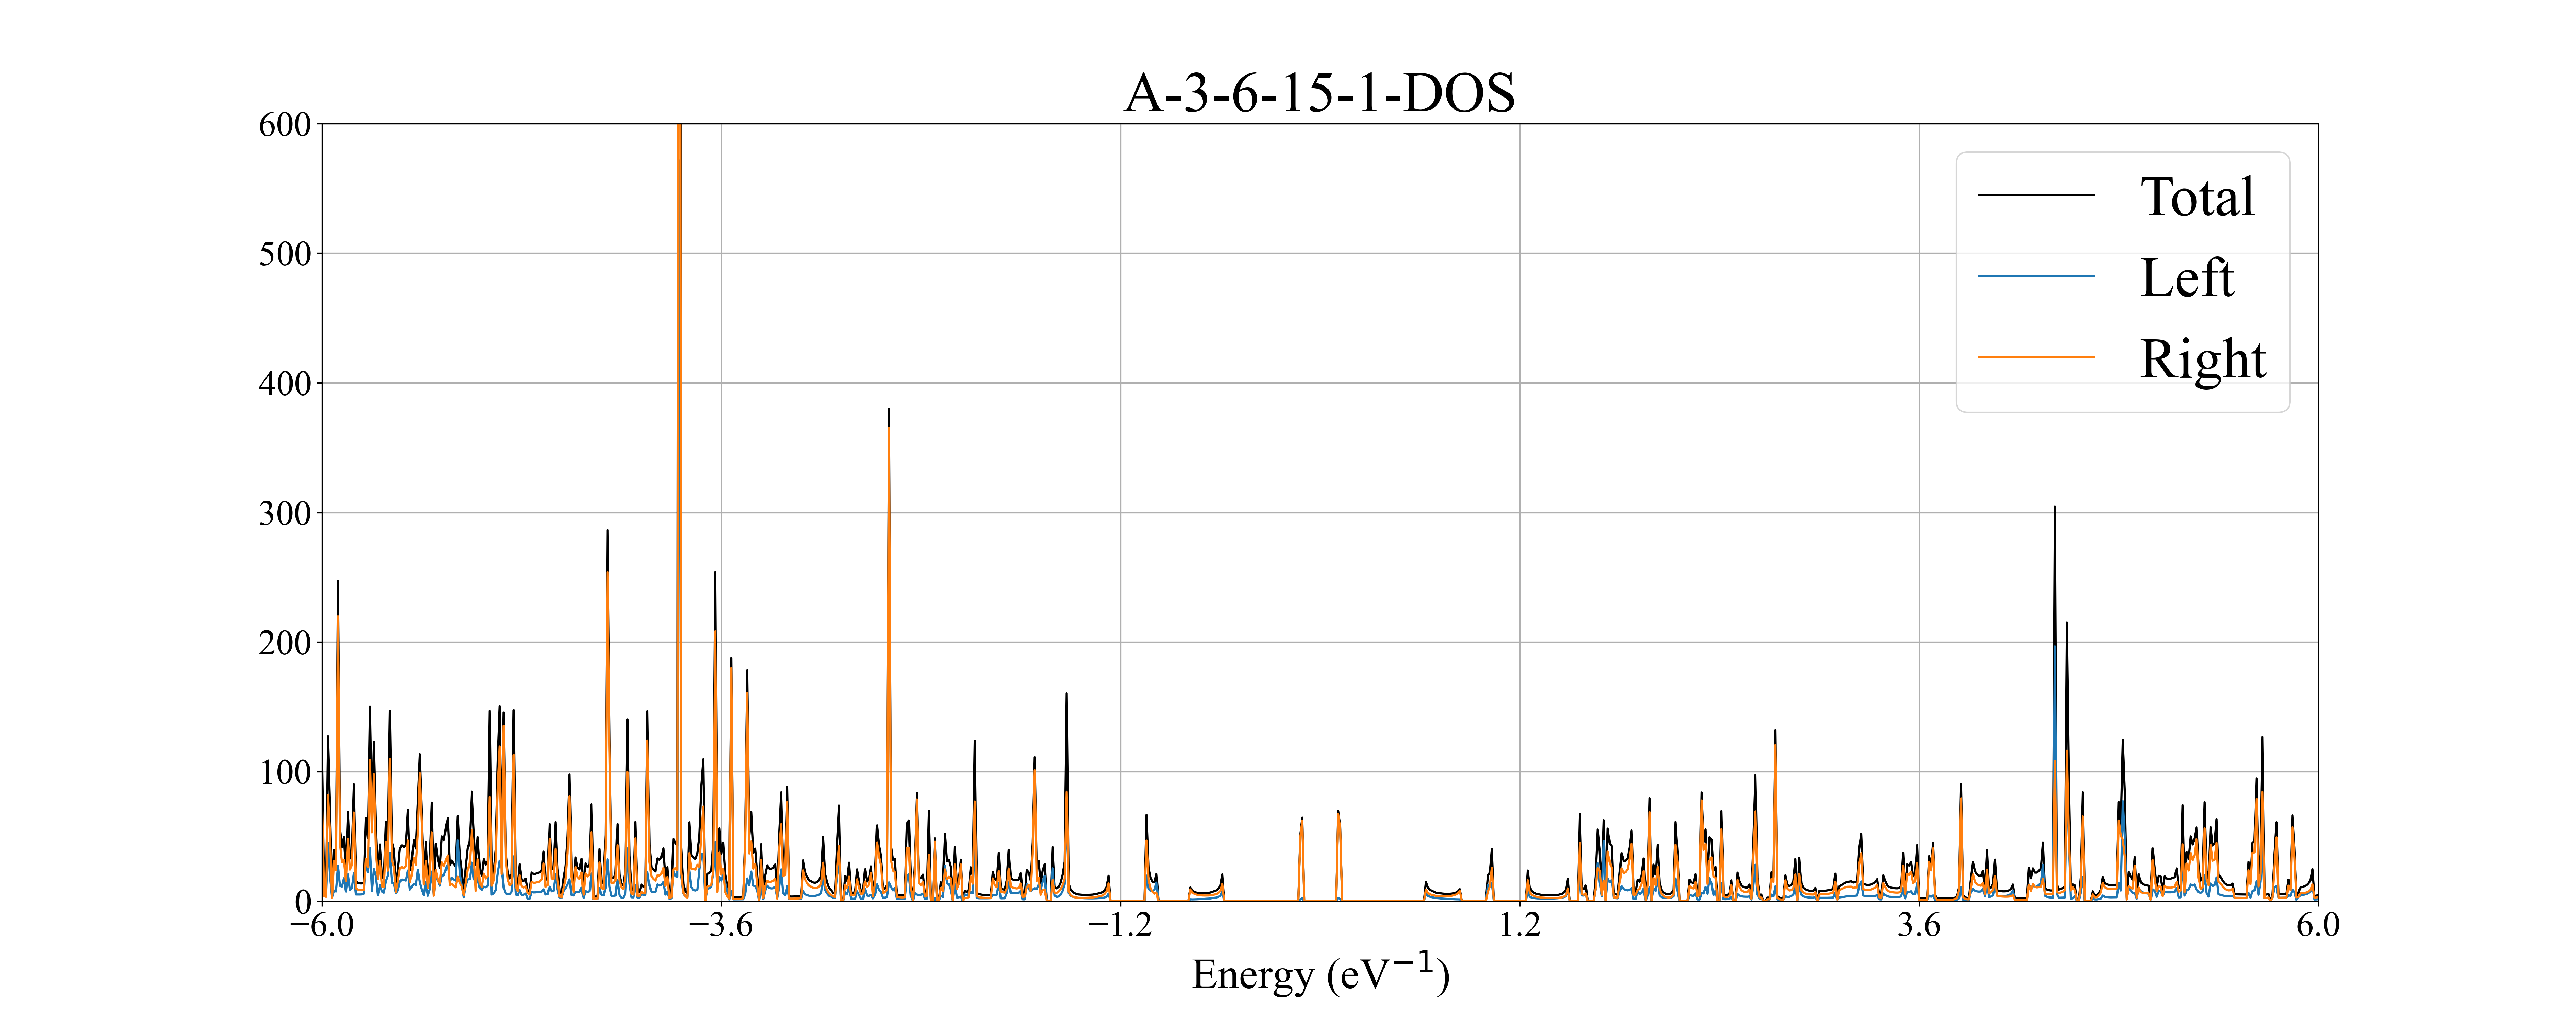 A-3-6-15-1-DOS
600
500
400
300
200
100
0
Total
Left
Right
−6.0 −3.6 −1.2 1.2 3.6 6.0
Energy (eV⁻¹)